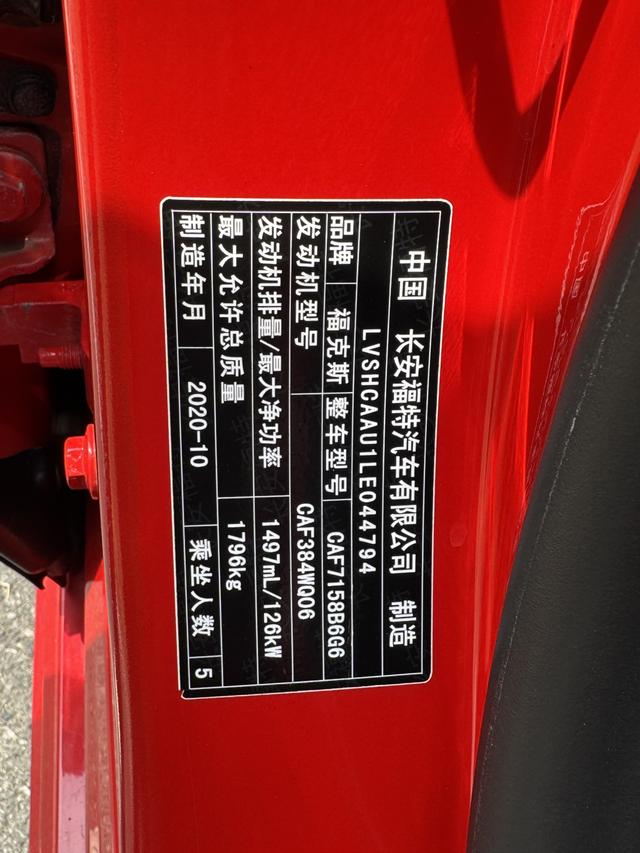 中国 长安福特汽车有限公司 制造
LVSHCAAU1LE044794
品牌 福克斯 整车型号 CAF7158B6G6
发动机型号 CAF384WQ06
发动机排量/最大净功率 1497mL/126kW
最大允许总质量 1796kg
制造年月 2020-10 乘坐人数 5